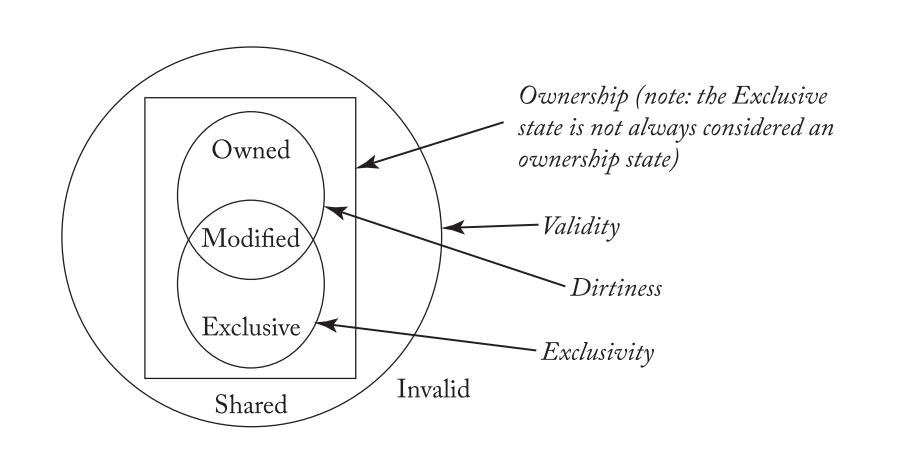 Owned
Modified
Exclusive
Shared
Invalid
Ownership (note: the Exclusive
state is not always considered an
ownership state)
Validity
Dirtiness
Exclusivity